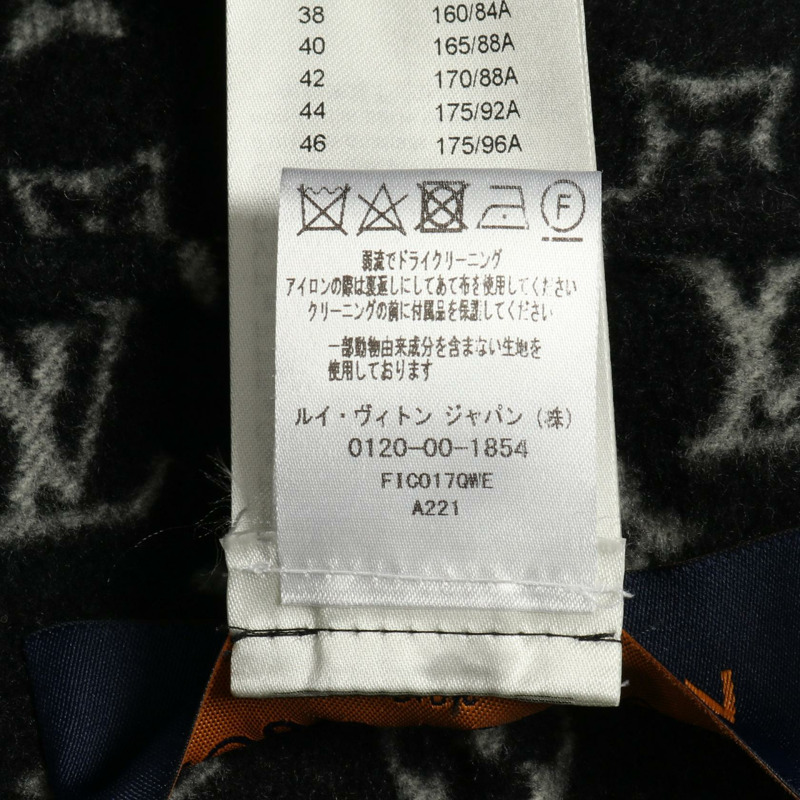 38 160/84A
40 165/88A
42 170/88A
44 175/92A
46 175/96A
F
弱流でドライクリーニング
アイロンの際は裏返しにしてあて布を使用してください
クリーニングの前に付属品を保護してください
一部動物由来成分を含まない生地を
使用しております
ルイ・ヴィトン ジャパン (株)
0120-00-1854
FIC017QWE
A221
LV
LV